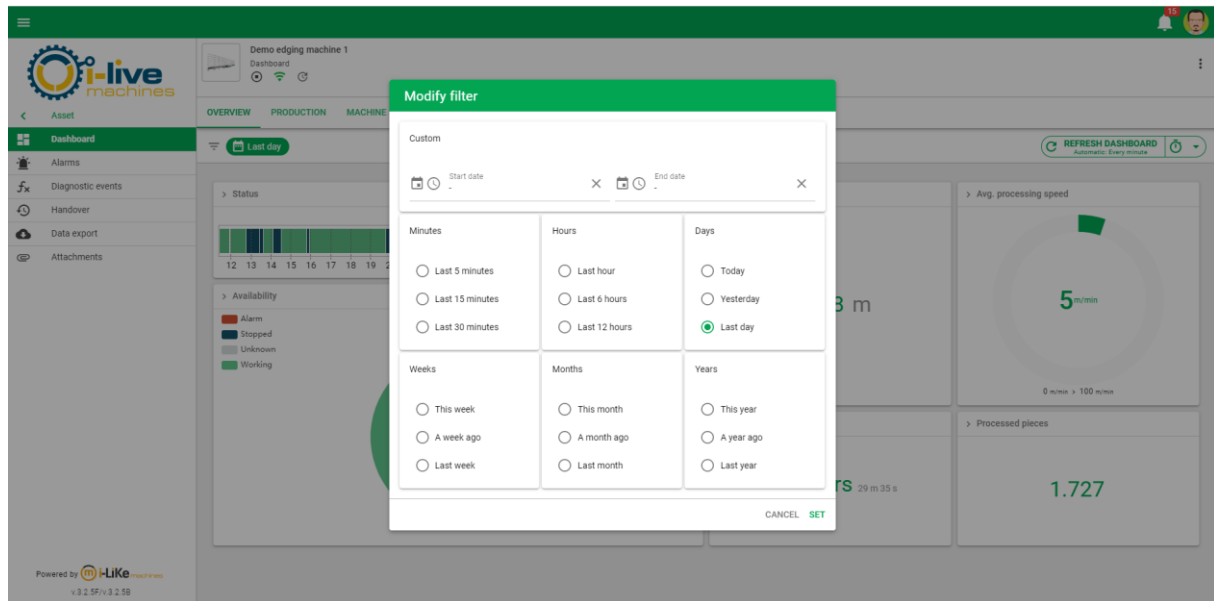 15
i-live
machines
Demo edging machine 1
Dashboard
Asset
Dashboard
Alarms
Diagnostic events
Handover
Data export
Attachments
OVERVIEW PRODUCTION MACHINE
Last day
REFRESH DASHBOARD
Automatic: Every minute
Status
12 13 14 15 16 17 18 19
Availability
Alarm
Stopped
Unknown
Working
Modify filter
Custom
Start date
-
End date
-
Minutes
Last 5 minutes
Last 15 minutes
Last 30 minutes
Hours
Last hour
Last 6 hours
Last 12 hours
Days
Today
Yesterday
Last day
Weeks
This week
A week ago
Last week
Months
This month
A month ago
Last month
Years
This year
A year ago
Last year
CANCEL SET
m
29 m 35 s
Avg. processing speed
5 m/min
0 m/min > 100 m/min
Processed pieces
1.727
Powered by i-LiKe machines
v.3.2.5F/v.3.2.5B